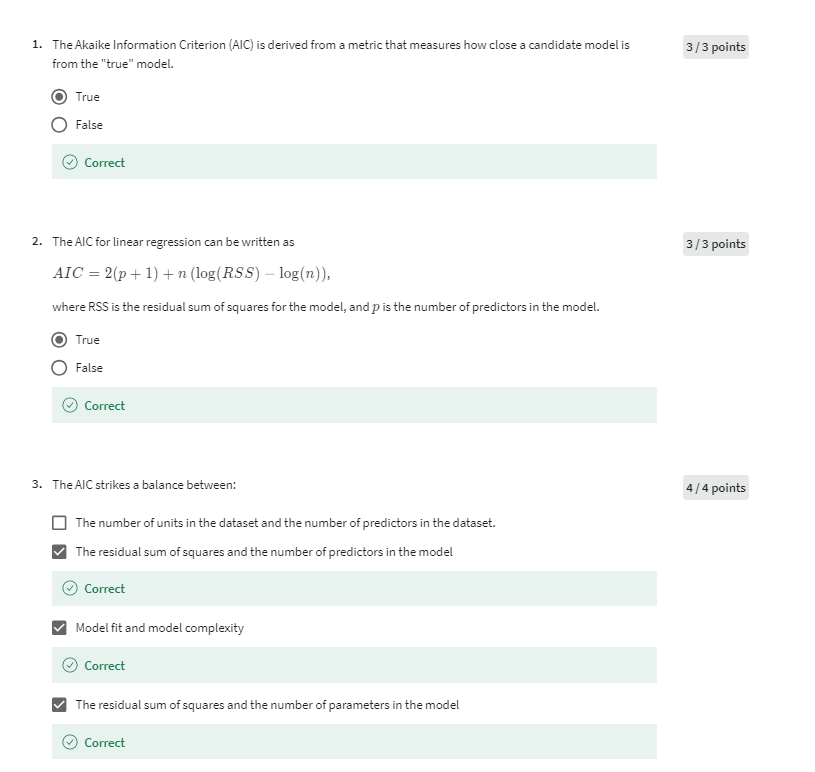 1. The Akaike Information Criterion (AIC) is derived from a metric that measures how close a candidate model is
from the "true" model.
3 / 3 points
True
False
Correct
2. The AIC for linear regression can be written as
3 / 3 points
AIC = 2(p + 1) + n (log(RSS) − log(n)),
where RSS is the residual sum of squares for the model, and p is the number of predictors in the model.
True
False
Correct
3. The AIC strikes a balance between:
4 / 4 points
The number of units in the dataset and the number of predictors in the dataset.
The residual sum of squares and the number of predictors in the model
Correct
Model fit and model complexity
Correct
The residual sum of squares and the number of parameters in the model
Correct